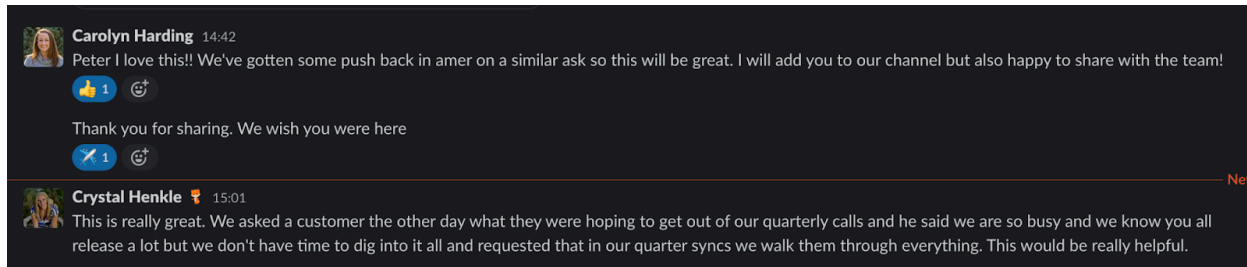 Carolyn Harding 14:42
Peter I love this!! We've gotten some push back in amer on a similar ask so this will be great. I will add you to our channel but also happy to share with the team!
1
Thank you for sharing. We wish you were here
1
Crystal Henkle 15:01
This is really great. We asked a customer the other day what they were hoping to get out of our quarterly calls and he said we are so busy and we know you all
release a lot but we don't have time to dig into it all and requested that in our quarter syncs we walk them through everything. This would be really helpful.